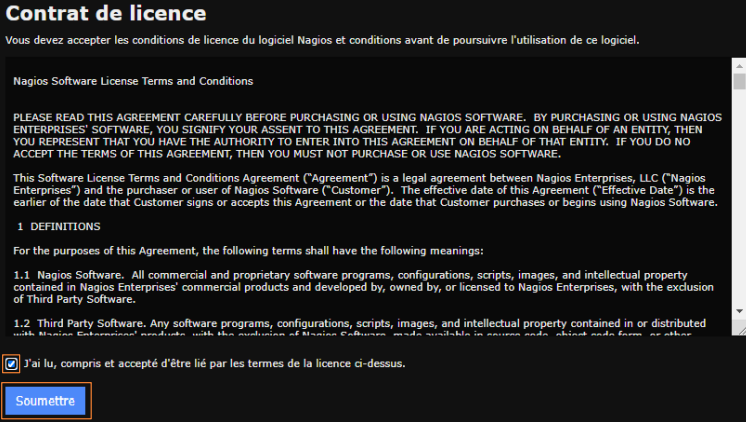 Contrat de licence
Vous devez accepter les conditions de licence du logiciel Nagios et conditions avant de poursuivre l'utilisation de ce logiciel.
Nagios Software License Terms and Conditions
PLEASE READ THIS AGREEMENT CAREFULLY BEFORE PURCHASING OR USING NAGIOS SOFTWARE.  BY PURCHASING OR USING NAGIOS
ENTERPRISES' SOFTWARE, YOU SIGNIFY YOUR ASSENT TO THIS AGREEMENT.  IF YOU ARE ACTING ON BEHALF OF AN ENTITY, THEN
YOU REPRESENT THAT YOU HAVE THE AUTHORITY TO ENTER INTO THIS AGREEMENT ON BEHALF OF THAT ENTITY.  IF YOU DO NO
ACCEPT THE TERMS OF THIS AGREEMENT, THEN YOU MUST NOT PURCHASE OR USE NAGIOS SOFTWARE.
This Software License Terms and Conditions Agreement (“Agreement”) is a legal agreement between Nagios Enterprises, LLC (“Nagios
Enterprises”) and the purchaser or user of Nagios Software (“Customer”).  The effective date of this Agreement (“Effective Date”) is the
earlier of the date that Customer signs or accepts this Agreement or the date that Customer purchases or begins using Nagios Software.
1  DEFINITIONS
For the purposes of this Agreement, the following terms shall have the following meanings:
1.1  Nagios Software.  All commercial and proprietary software programs, configurations, scripts, images, and intellectual property
contained in Nagios Enterprises' commercial products and developed by, owned by, or licensed to Nagios Enterprises, with the exclusion
of Third Party Software.
1.2  Third Party Software. Any software programs, configurations, scripts, images, and intellectual property contained in or distributed
with Nagios Enterprises' products, with the exclusion of Nagios Software, made available in source code, object code form, or other
J'ai lu, compris et accepté d'être lié par les termes de la licence ci-dessus.
Soumettre